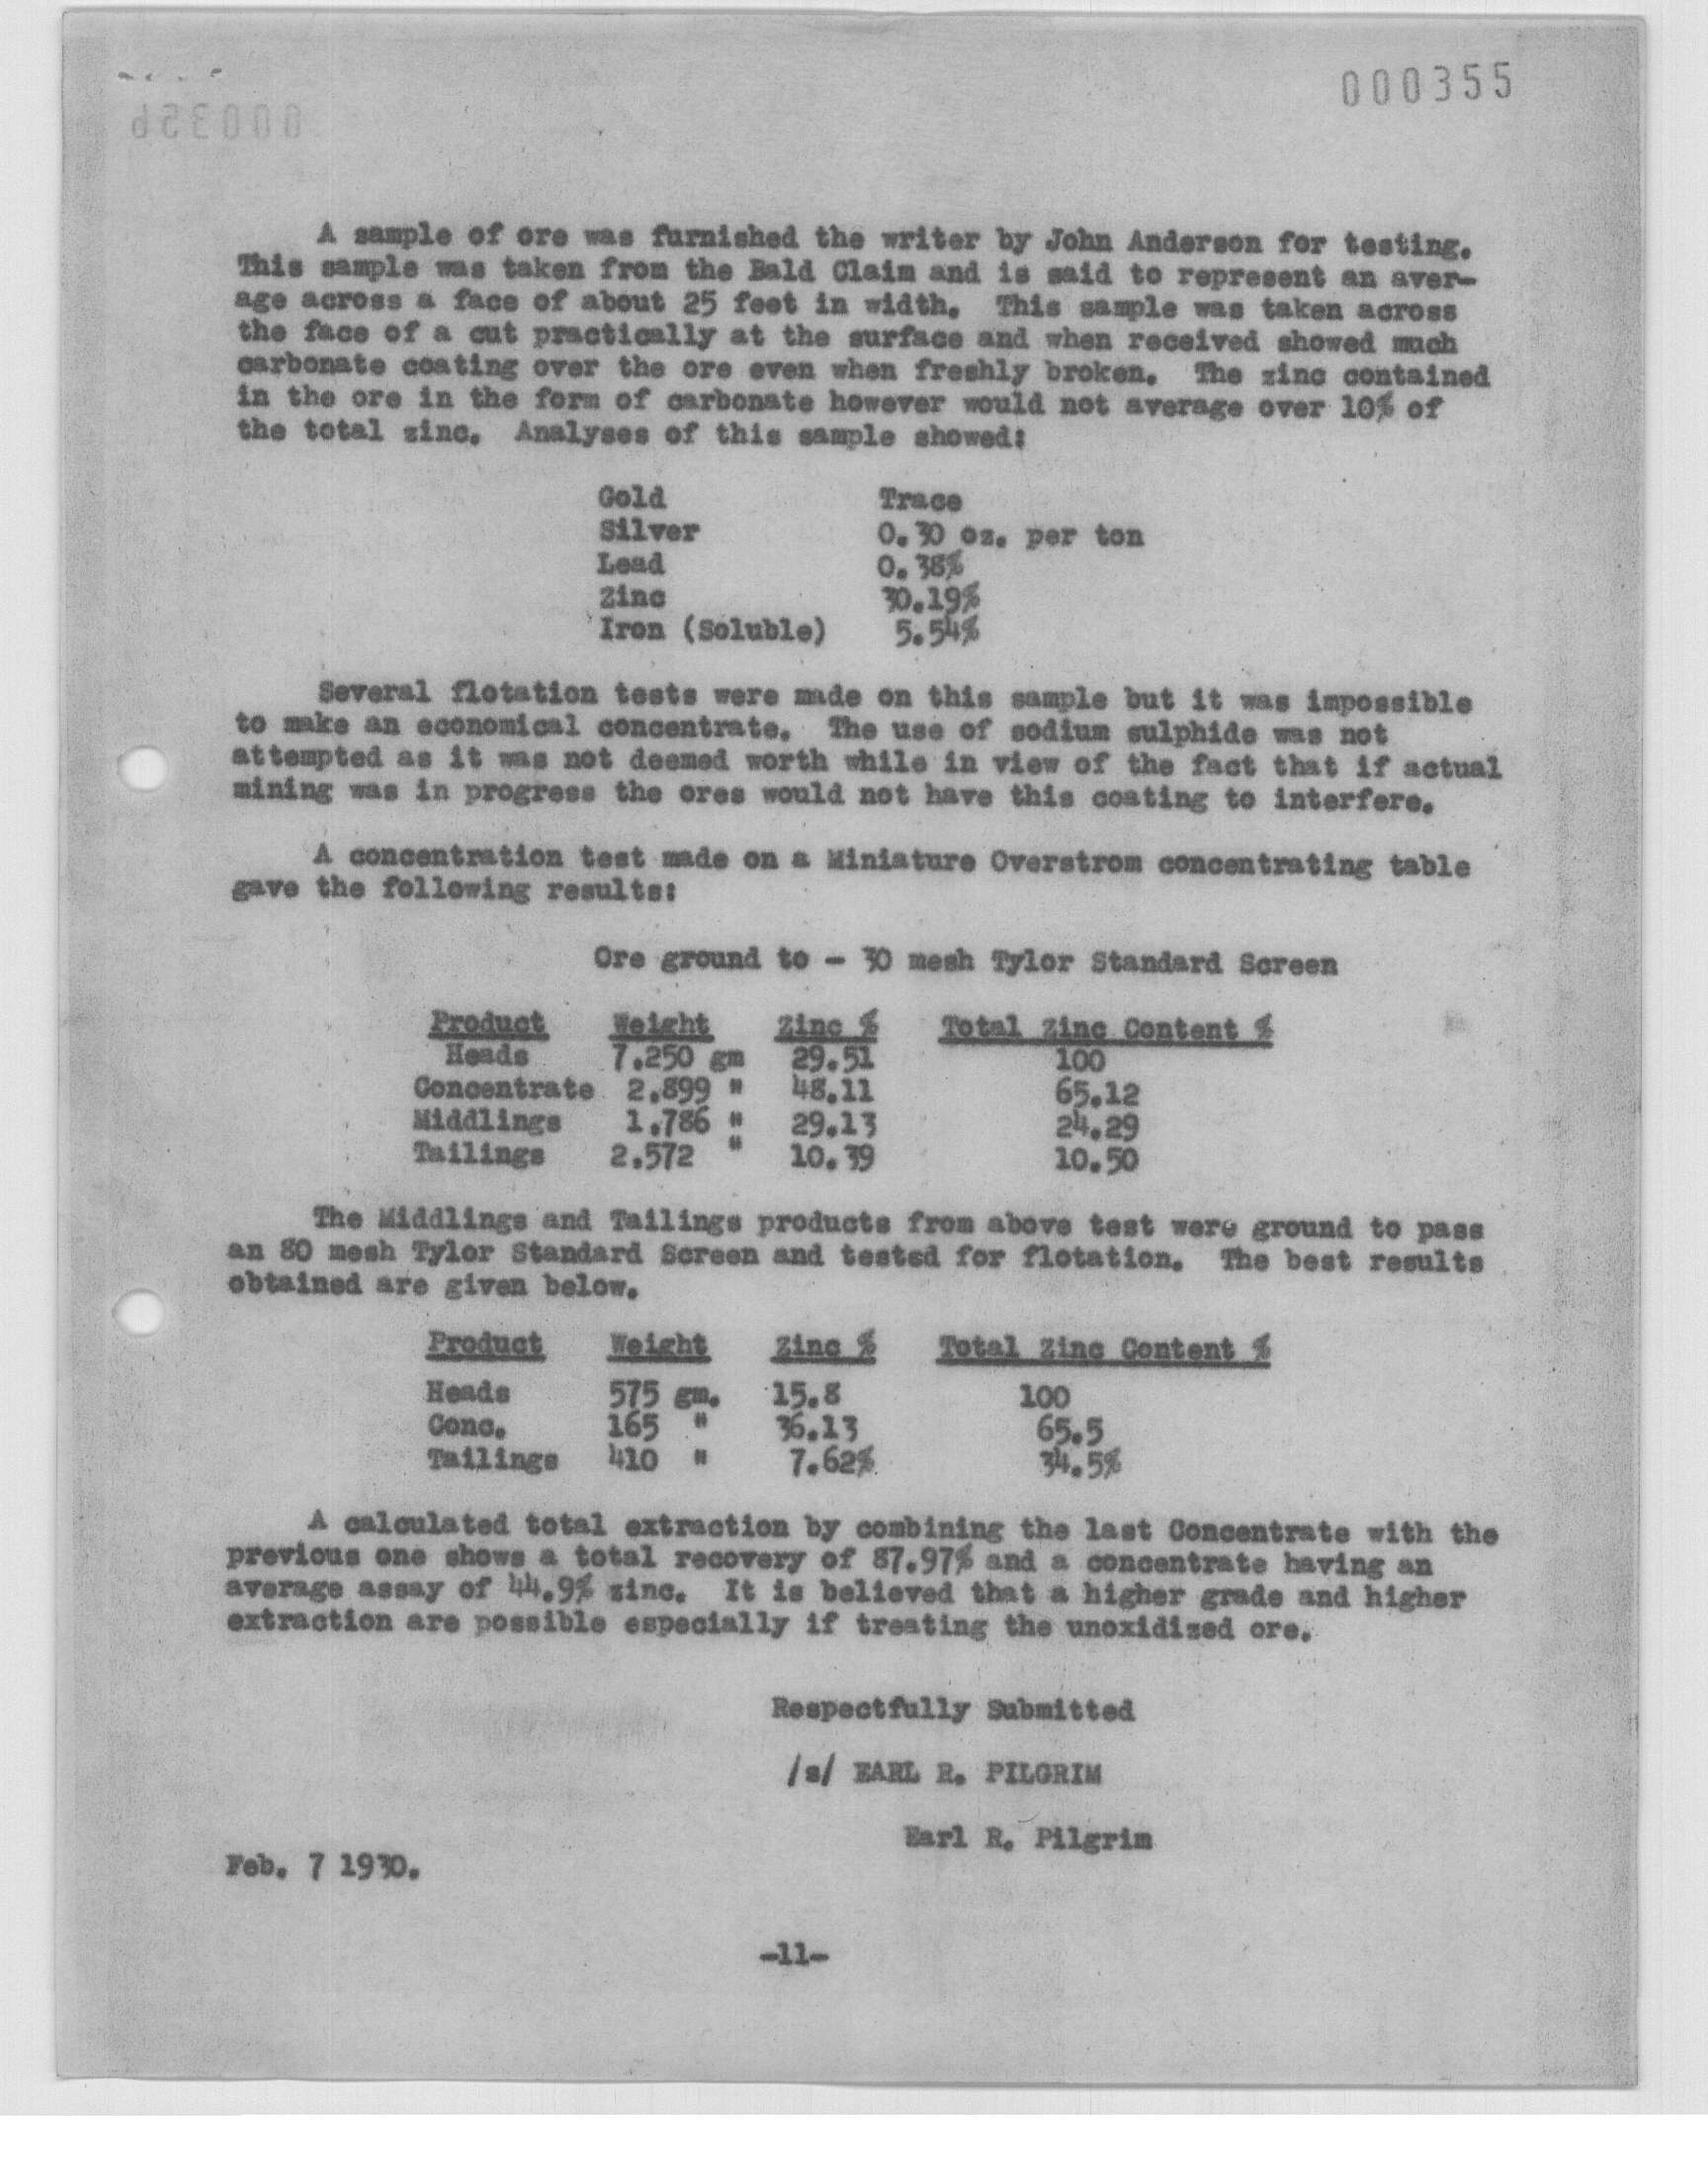 000355
000356
A sample of ore was furnished the writer by John Anderson for testing.
This sample was taken from the Bald Claim and is said to represent an aver-
age across a face of about 25 feet in width. This sample was taken across
the face of a cut practically at the surface and when received showed much
carbonate coating over the ore even when freshly broken. The zinc contained
in the ore in the form of carbonate however would not average over 10% of
the total zinc. Analyses of this sample showed:
Gold Trace
Silver 0.30 oz. per ton
Lead 0.38%
Zinc 30.19%
Iron (Soluble) 5.54%
Several flotation tests were made on this sample but it was impossible
to make an economical concentrate. The use of sodium sulphide was not
attempted as it was not deemed worth while in view of the fact that if actual
mining was in progress the ores would not have this coating to interfere.
A concentration test made on a Miniature Overstrom concentrating table
gave the following results:
Ore ground to - 30 mesh Tylor Standard Screen
Product Weight Zinc % Total Zinc Content %
Heads 7.250 gm 29.51 100
Concentrate 2.899 " 48.11 65.12
Middlings 1.786 " 29.13 24.29
Tailings 2.572 " 10.39 10.50
The Middlings and Tailings products from above test were ground to pass
an 80 mesh Tylor Standard Screen and tested for flotation. The best results
obtained are given below.
Product Weight Zinc % Total Zinc Content %
Heads 575 gm. 15.8 100
Conc. 165 " 36.13 65.5
Tailings 410 " 7.62% 34.5%
A calculated total extraction by combining the last Concentrate with the
previous one shows a total recovery of 87.97% and a concentrate having an
average assay of 44.9% zinc. It is believed that a higher grade and higher
extraction are possible especially if treating the unoxidized ore.
Respectfully Submitted
/s/ EARL R. PILGRIM
Earl R. Pilgrim
Feb. 7 1930.
-11-